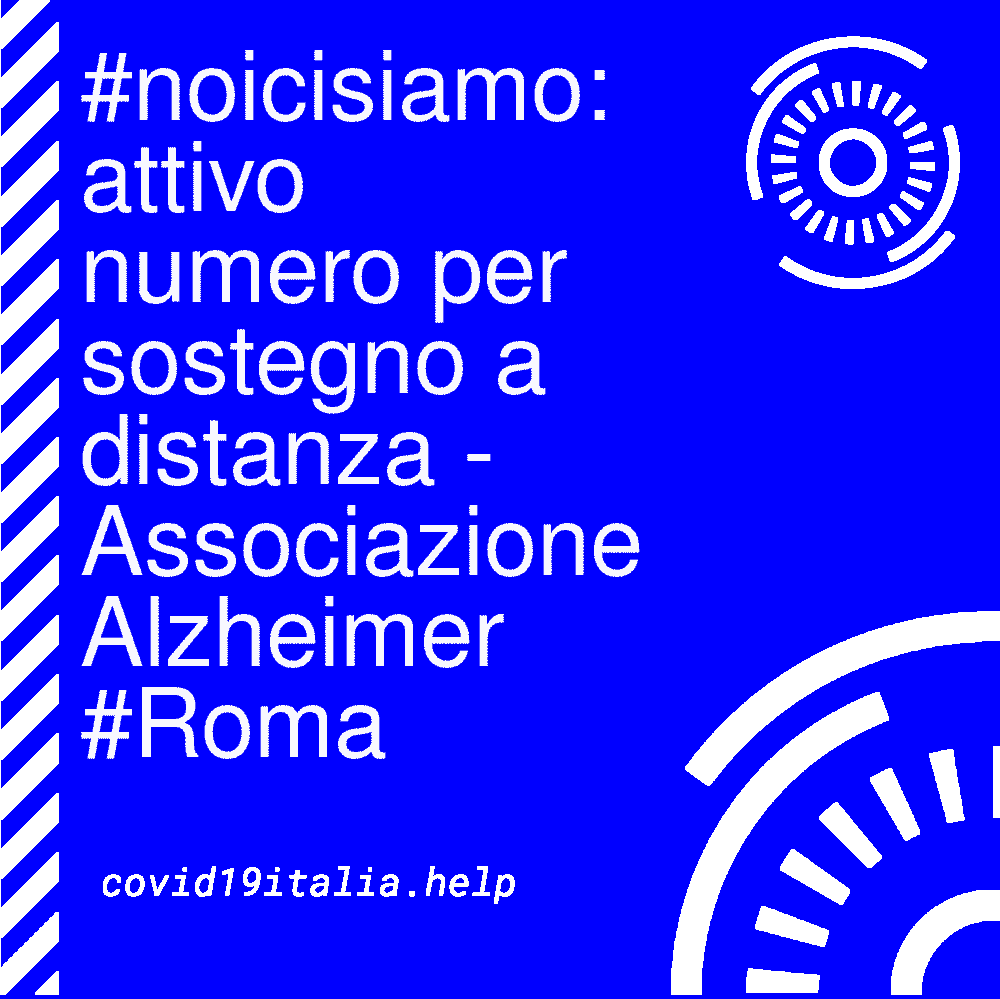 #noicisiamo:
attivo
numero per
sostegno a
distanza -
Associazione
Alzheimer
#Roma
covid19italia.help